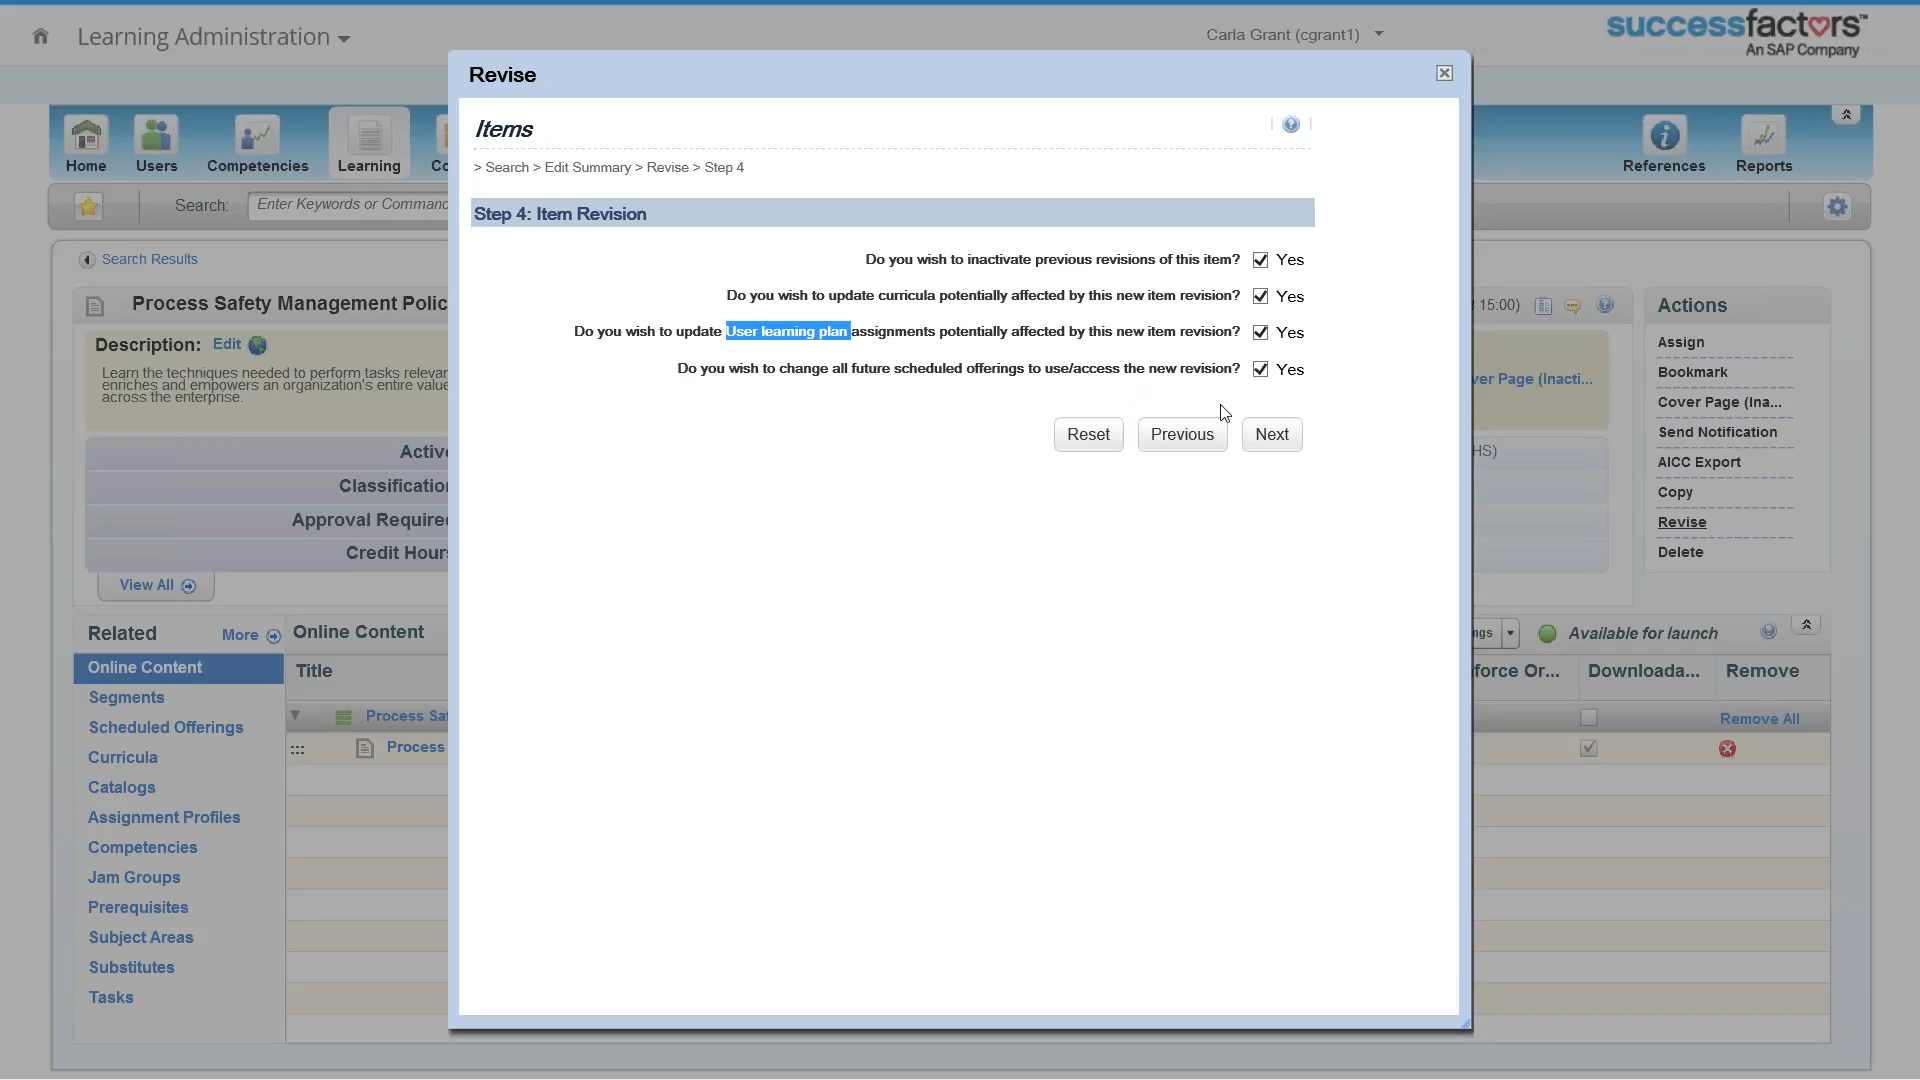 Learning Administration
Carla Grant (cgrant1)
successfactors™
An SAP Company
Revise
Home
Users
Competencies
Learning
Co
References
Reports
Search:
Enter Keywords or Comman
Items
> Search > Edit Summary > Revise > Step 4
Step 4: Item Revision
Do you wish to inactivate previous revisions of this item? Yes
Do you wish to update curricula potentially affected by this new item revision? Yes
Do you wish to update User learning plan assignments potentially affected by this new item revision? Yes
Do you wish to change all future scheduled offerings to use/access the new revision? Yes
Reset
Previous
Next
Search Results
Process Safety Management Polic
15:00)
Description: Edit
Learn the techniques needed to perform tasks relevan
enriches and empowers an organization's entire value
across the enterprise.
ver Page (Inacti...
HS)
Active
Classification
Approval Required
Credit Hours
View All
Actions
Assign
Bookmark
Cover Page (Ina...
Send Notification
AICC Export
Copy
Revise
Delete
Related
More
Online Content
Segments
Scheduled Offerings
Curricula
Catalogs
Assignment Profiles
Competencies
Jam Groups
Prerequisites
Subject Areas
Substitutes
Tasks
Online Content
ngs
Available for launch
Title
force Or...
Downloada...
Remove
Process Saf
Remove All
Process